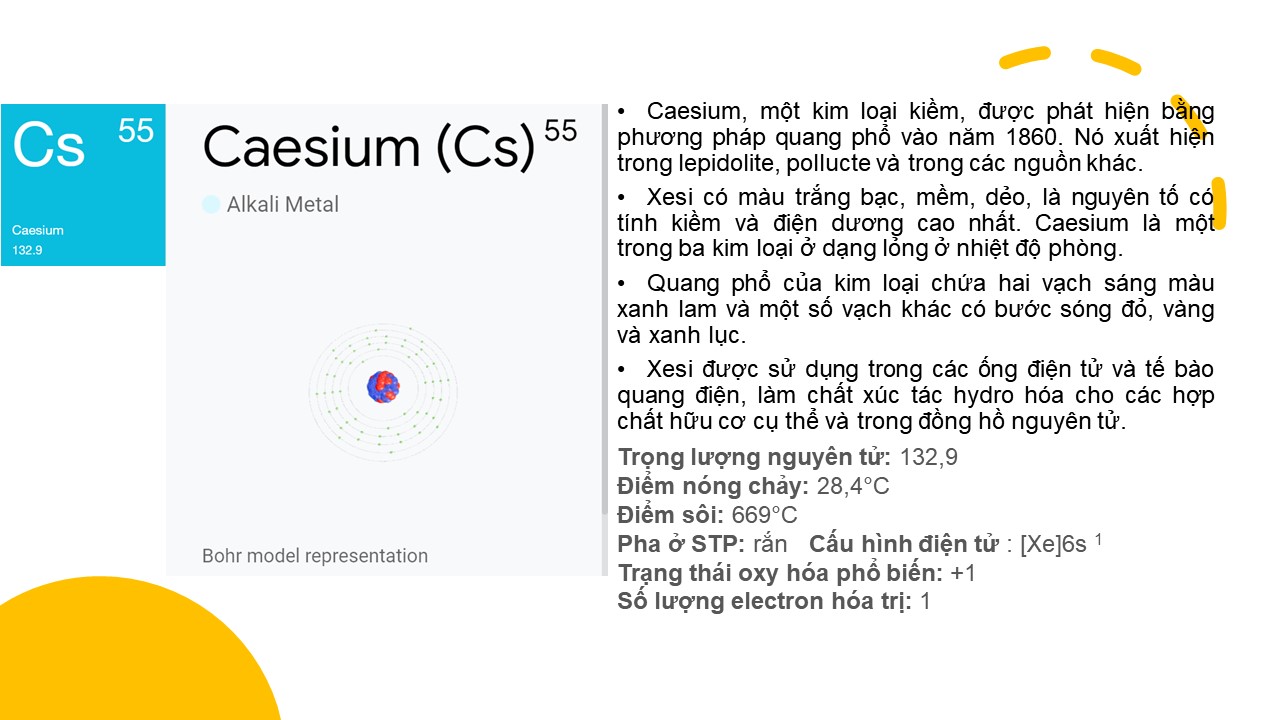 Cs 55
Caesium
132.9
Caesium (Cs) 55
Alkali Metal
Bohr model representation
• Caesium, một kim loại kiềm, được phát hiện bằng
phương pháp quang phổ vào năm 1860. Nó xuất hiện
trong lepidolite, pollucte và trong các nguồn khác.
• Xesi có màu trắng bạc, mềm, dẻo, là nguyên tố có
tính kiềm và điện dương cao nhất. Caesium là một
trong ba kim loại ở dạng lỏng ở nhiệt độ phòng.
• Quang phổ của kim loại chứa hai vạch sáng màu
xanh lam và một số vạch khác có bước sóng đỏ, vàng
và xanh lục.
• Xesi được sử dụng trong các ống điện tử và tế bào
quang điện, làm chất xúc tác hydro hóa cho các hợp
chất hữu cơ cụ thể và trong đồng hồ nguyên tử.
Trọng lượng nguyên tử: 132,9
Điểm nóng chảy: 28,4°C
Điểm sôi: 669°C
Pha ở STP: rắn Cấu hình điện tử : [Xe]6s ¹
Trạng thái oxy hóa phổ biến: +1
Số lượng electron hóa trị: 1